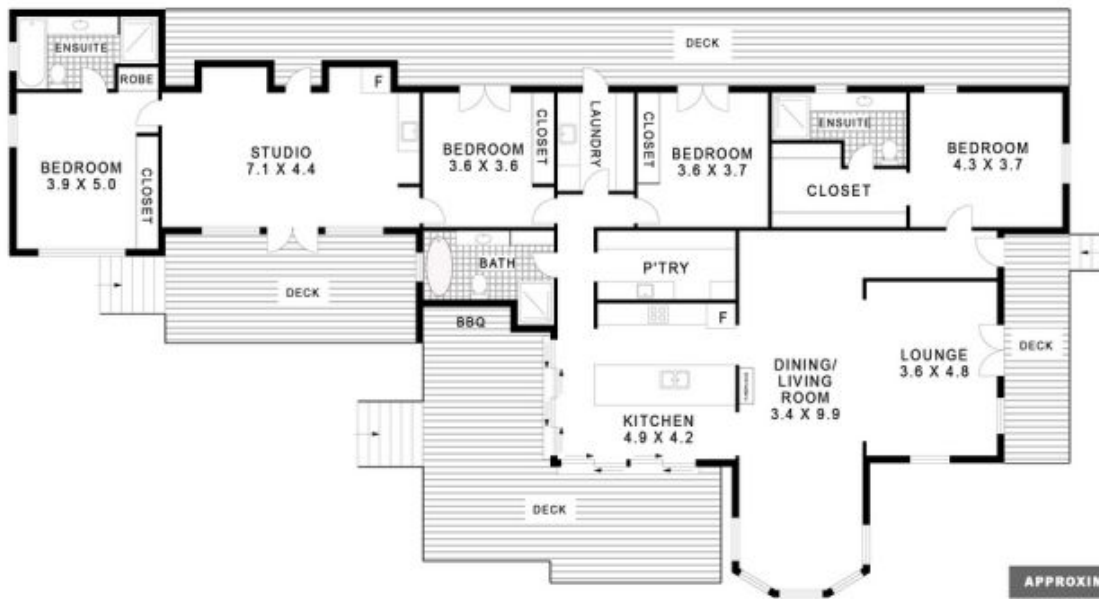 ENSUITE
DECK
ROBE
F
BEDROOM
3.9 X 5.0
CLOSET
STUDIO
7.1 X 4.4
BEDROOM
3.6 X 3.6
CLOSET
LAUNDRY
CLOSET
BEDROOM
3.6 X 3.7
ENSUITE
CLOSET
BEDROOM
4.3 X 3.7
DECK
BATH
P'TRY
BBQ
F
DECK
LOUNGE
3.6 X 4.8
DINING/
LIVING
ROOM
3.4 X 9.9
KITCHEN
4.9 X 4.2
DECK
APPROXIM